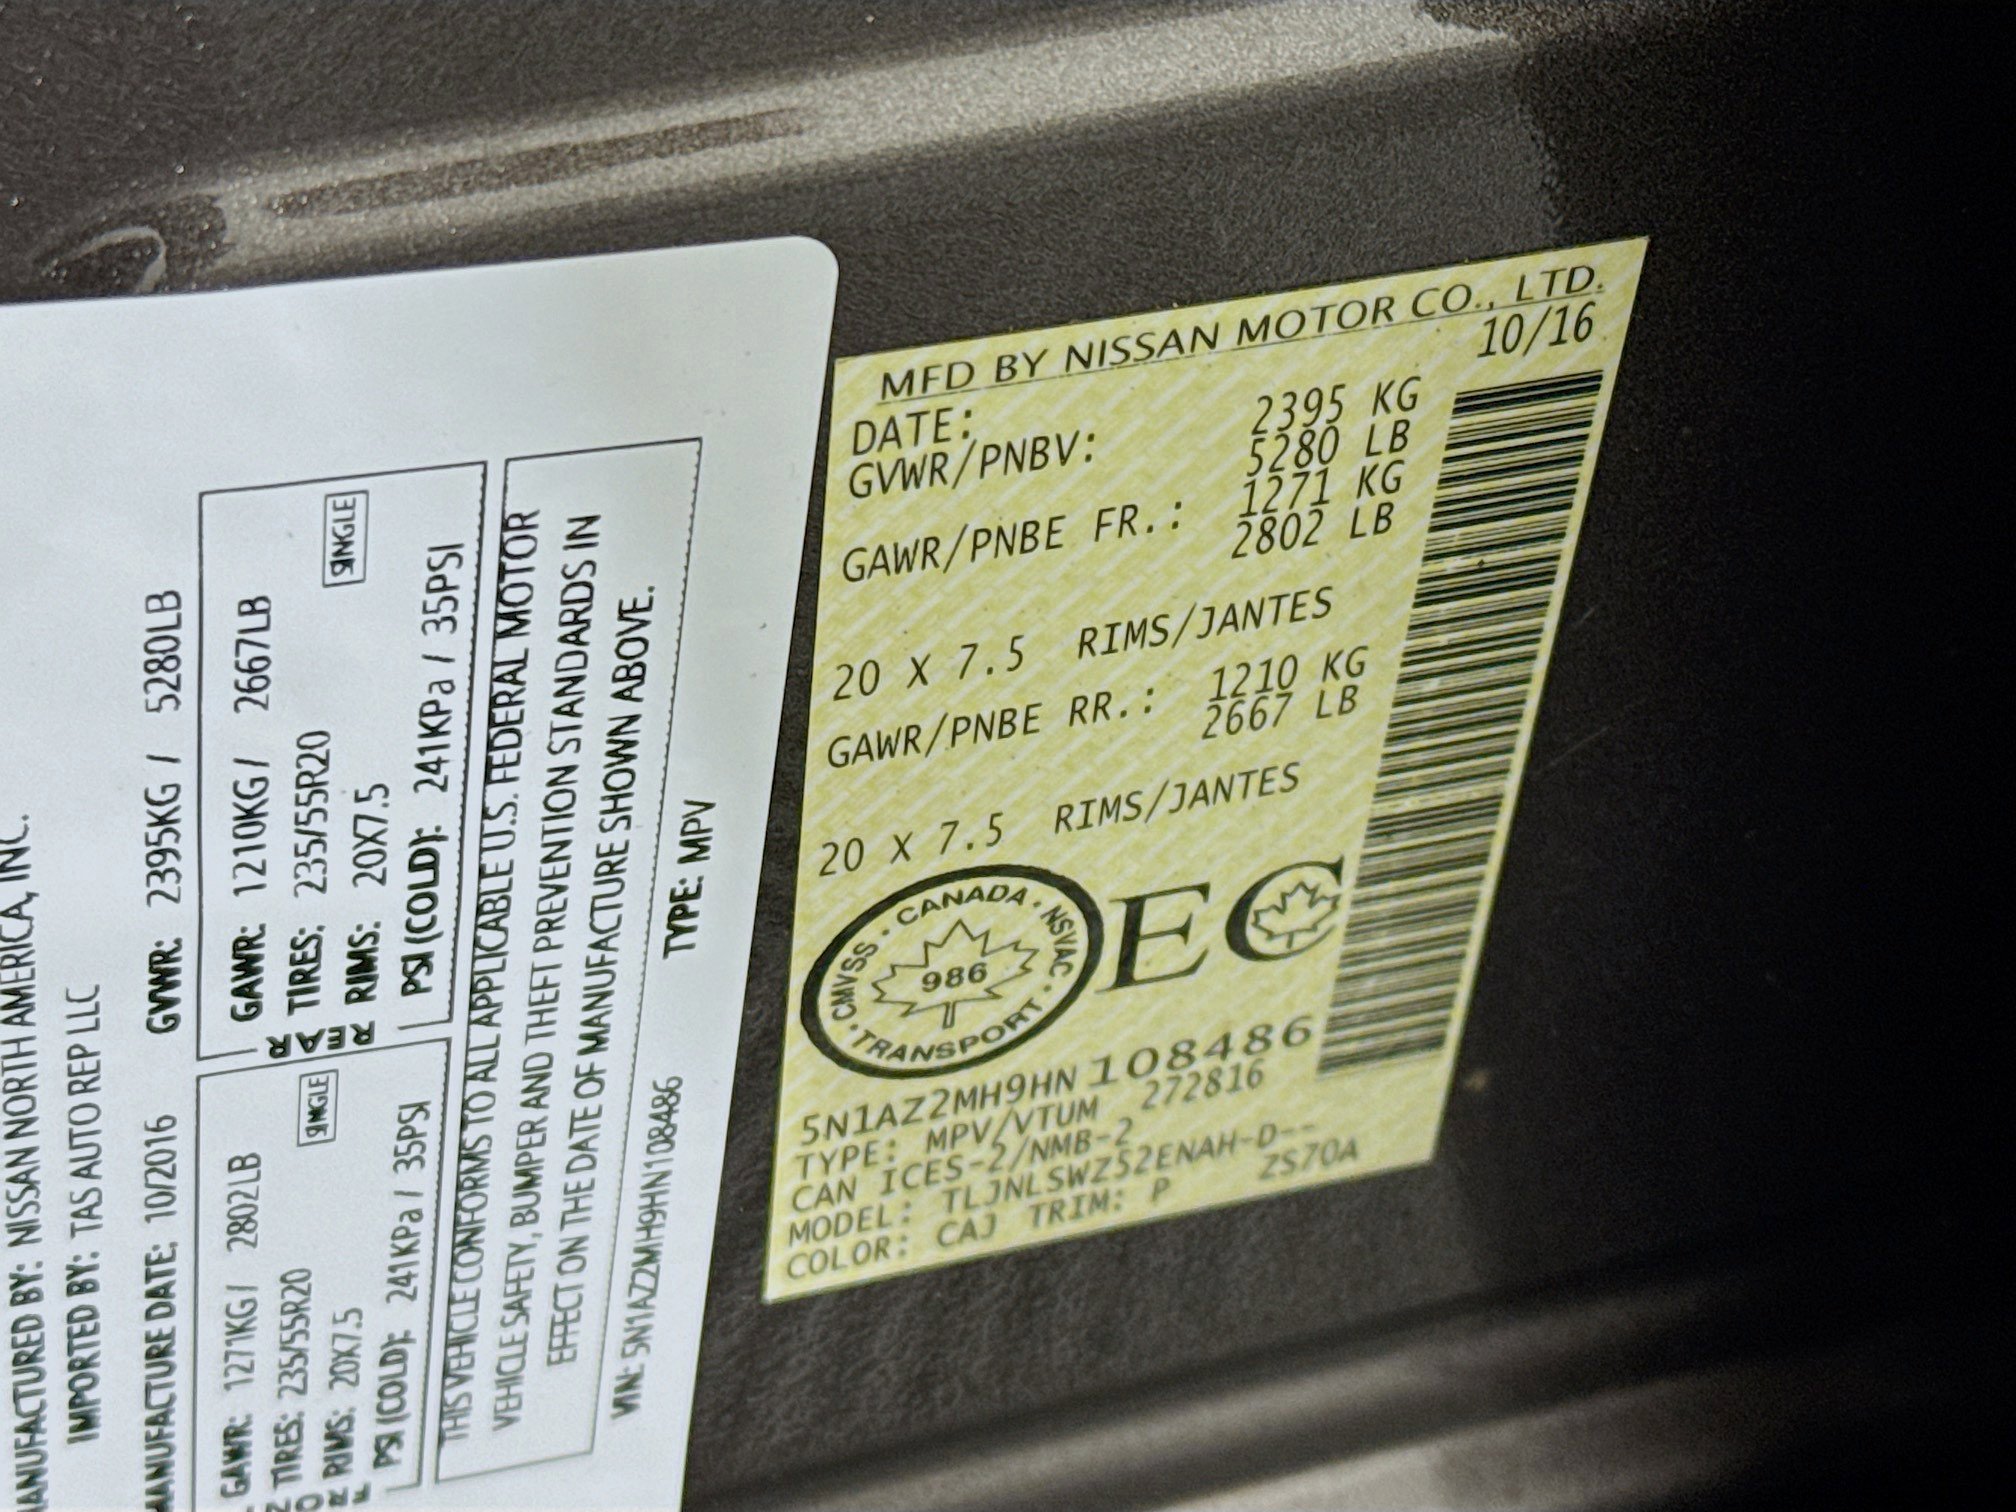 MANUFACTURED BY: NISSAN NORTH AMERICA, INC.
IMPORTED BY: TAS AUTO REP LLC
MANUFACTURE DATE: 10/2016 GVWR: 2395KG / 5280LB
GAWR: 1271KG / 2802LB
TIRES: 235/55R20
RIMS: 20X7.5
PSI (COLD): 241KPa / 35PSI
SINGLE
REAR
GAWR: 1210KG / 2667LB
TIRES: 235/55R20
RIMS: 20X7.5
PSI (COLD): 241KPa / 35PSI
SINGLE
THIS VEHICLE CONFORMS TO ALL APPLICABLE U.S. FEDERAL MOTOR
VEHICLE SAFETY, BUMPER AND THEFT PREVENTION STANDARDS IN
EFFECT ON THE DATE OF MANUFACTURE SHOWN ABOVE.
VIN: 5N1AZ2MH9HN108486 TYPE: MPV
MFD BY NISSAN MOTOR CO., LTD.
DATE: 10/16
GVWR/PNBV: 2395 KG
5280 LB
GAWR/PNBE FR.: 1271 KG
2802 LB
20 X 7.5 RIMS/JANTES
GAWR/PNBE RR.: 1210 KG
2667 LB
20 X 7.5 RIMS/JANTES
CMVSS · CANADA · NSVAC · TRANSPORT ·
986
EC
5N1AZ2MH9HN108486
TYPE: MPV/VTUM 272816
CAN ICES-2/NMB-2
MODEL: TLJNLSWZ52ENAH-D--
COLOR: CAJ TRIM: P ZS70A